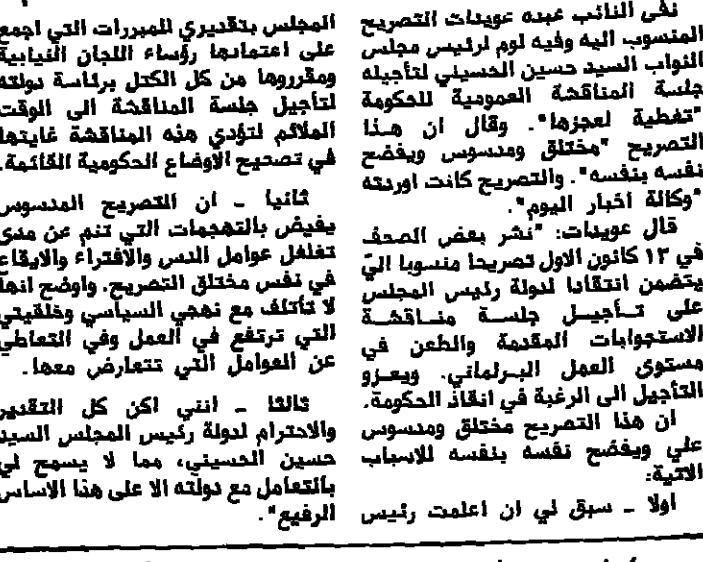 نفى النائب عبده عويدات التصريح
المنسوب اليه وفيه لوم لرئيس مجلس
النواب السيد حسين الحسيني لتأجيله
جلسة المناقشة العمومية للحكومة
"تغطية لعجزها". وقال ان هـذا
التصريح "مختلق ومدسوس ويفضح
نفسه بنفسه". والتصريح كانت اوردته
"وكالة أخبار اليوم".
قال عويدات: "نشر بعض الصحف
في ١٣ كانون الاول تصريحا منسوبا اليّ
يتضمن انتقادا لدولة رئيس المجلس
على تـأجيـل جلسـة منـاقشـة
الاستجوابات المقدمة والطعن في
مستوى العمل البـرلماني. ويعـزو
التأجيل الى الرغبة في انقاذ الحكومة.
ان هذا التصريح مختلق ومدسوس
علي ويفضح نفسه بنفسه للاسباب
الاتية:
اولا ـ سبق لي ان اعلمت رئيس
المجلس بتقديري للمبررات التي اجمع
على اعتمادها رؤساء اللجان النيابية
ومقرروها من كل الكتل برئاسة دولته
لتأجيل جلسة المناقشة الى الوقت
الملائم لتؤدي هذه المناقشة غايتها
في تصحيح الاوضاع الحكومية القائمة.
ثانيا ـ ان التصريح المدسوس
يفيض بالتهجمات التي تنم عن مدى
تغلغل عوامل الدس والافتراء والايقاع
في نفس مختلق التصريح. واوضح انها
لا تأتلف مع نهجي السياسي وخلقيتي
التي ترتفع في العمل وفي التعاطي
عن العوامل التي تتعارض معها.
ثالثا ـ انني اكن كل التقدير
والاحترام لدولة رئيس المجلس السيد
حسين الحسيني، مما لا يسمح لي
بالتعامل مع دولته الا على هذا الاساس
الرفيع".